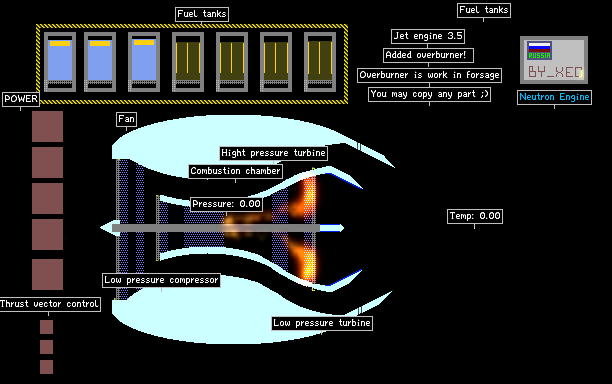 Fuel tanks
Fuel tanks
Jet engine 3.5
Added overburner!
Overburner is work in forsage
You may copy any part ;)
RUSSIA
BY_XEC
Neutron Engine
POWER
Fan
Hight pressure turbine
Combustion chamber
Pressure: 0.00
Temp: 0.00
Low pressure compressor
Thrust vector control
Low pressure turbine